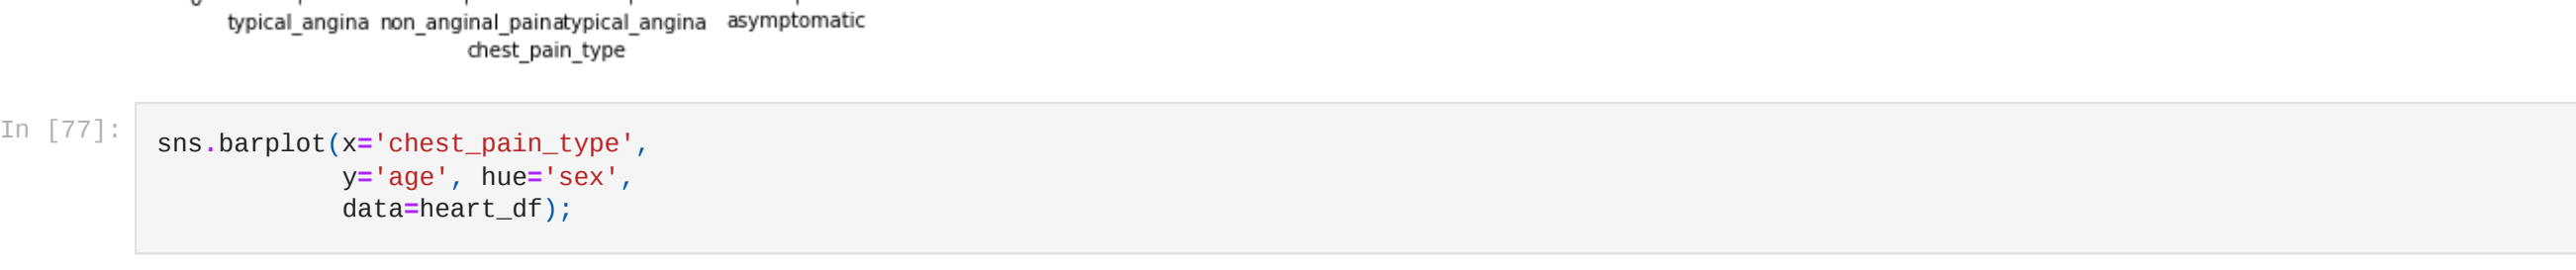 typical_angina non_anginal_painatypical_angina asymptomatic
chest_pain_type
In [77]:
sns.barplot(x='chest_pain_type',
y='age', hue='sex',
data=heart_df);